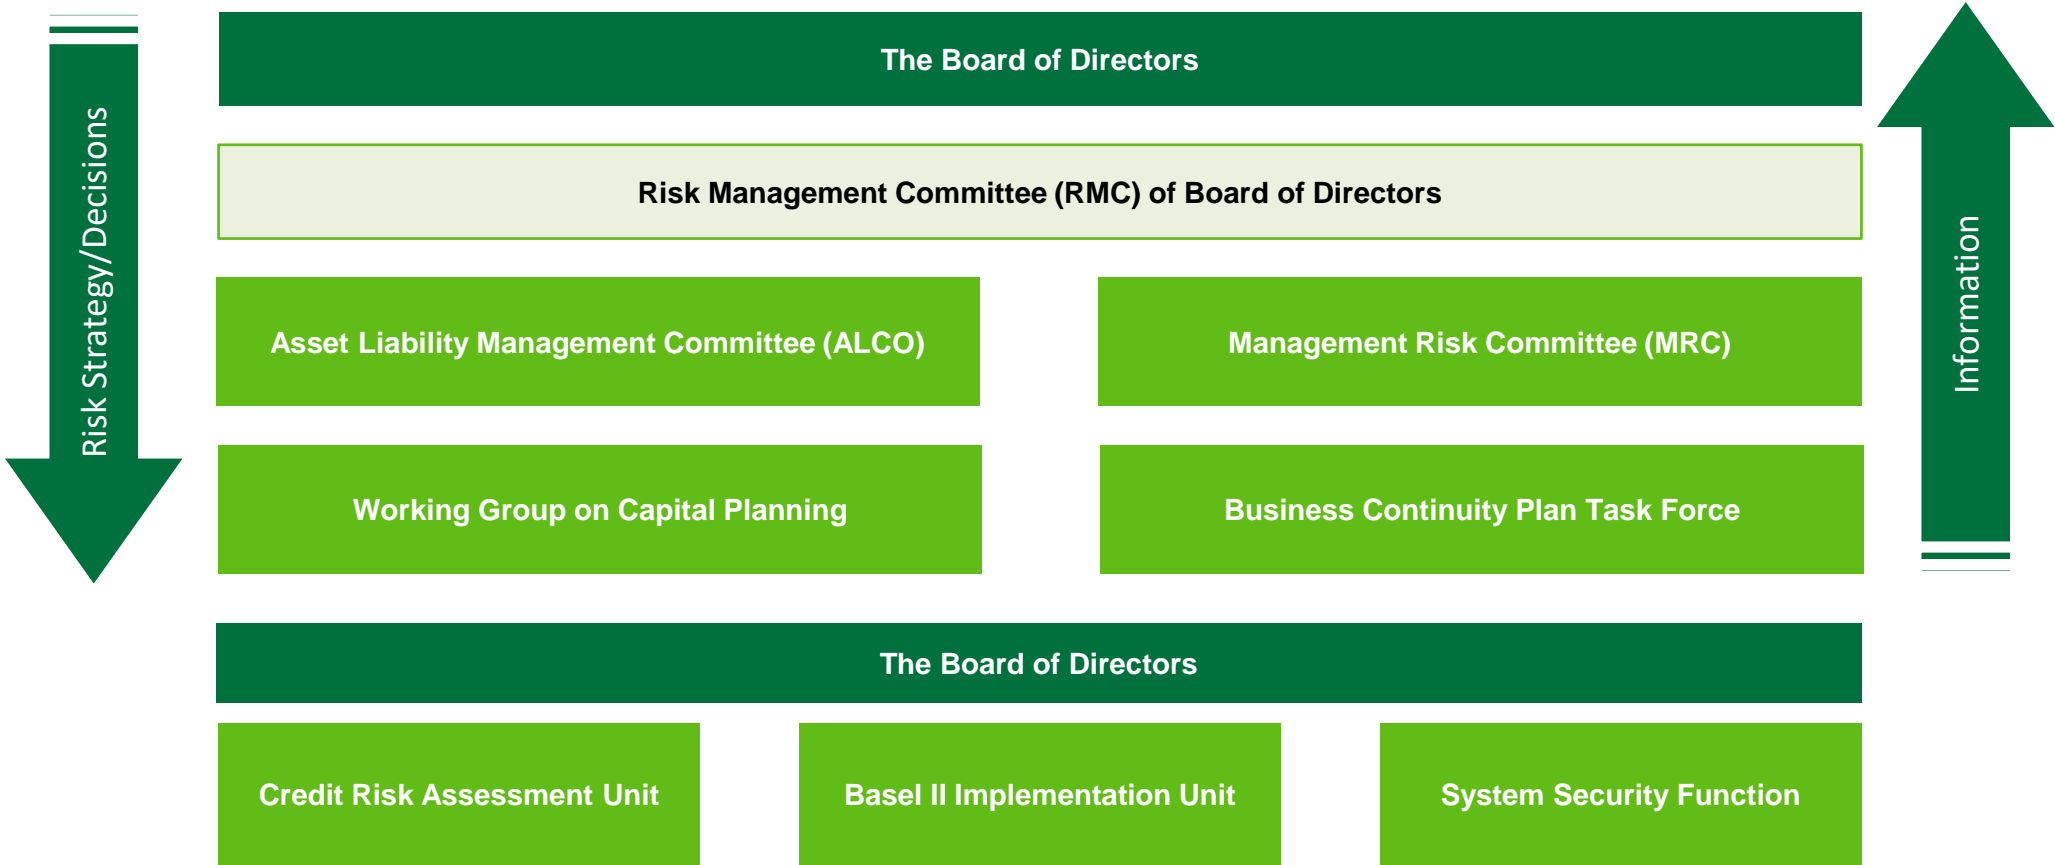 The Board of Directors
Risk Strategy/Decisions
Risk Management Committee (RMC) of Board of Directors
Information
Asset Liability Management Committee (ALCO)
Management Risk Committee (MRC)
Working Group on Capital Planning
Business Continuity Plan Task Force
The Board of Directors
Credit Risk Assessment Unit
Basel II Implementation Unit
System Security Function